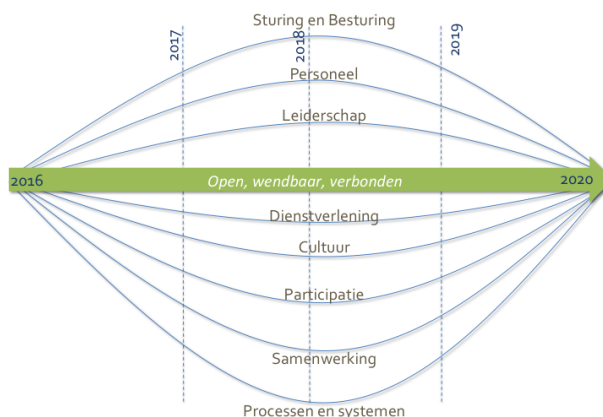 Sturing en Besturing
2017
2018
2019
Personeel
Leiderschap
2016
Open, wendbaar, verbonden
2020
Dienstverlening
Cultuur
Participatie
Samenwerking
Processen en systemen